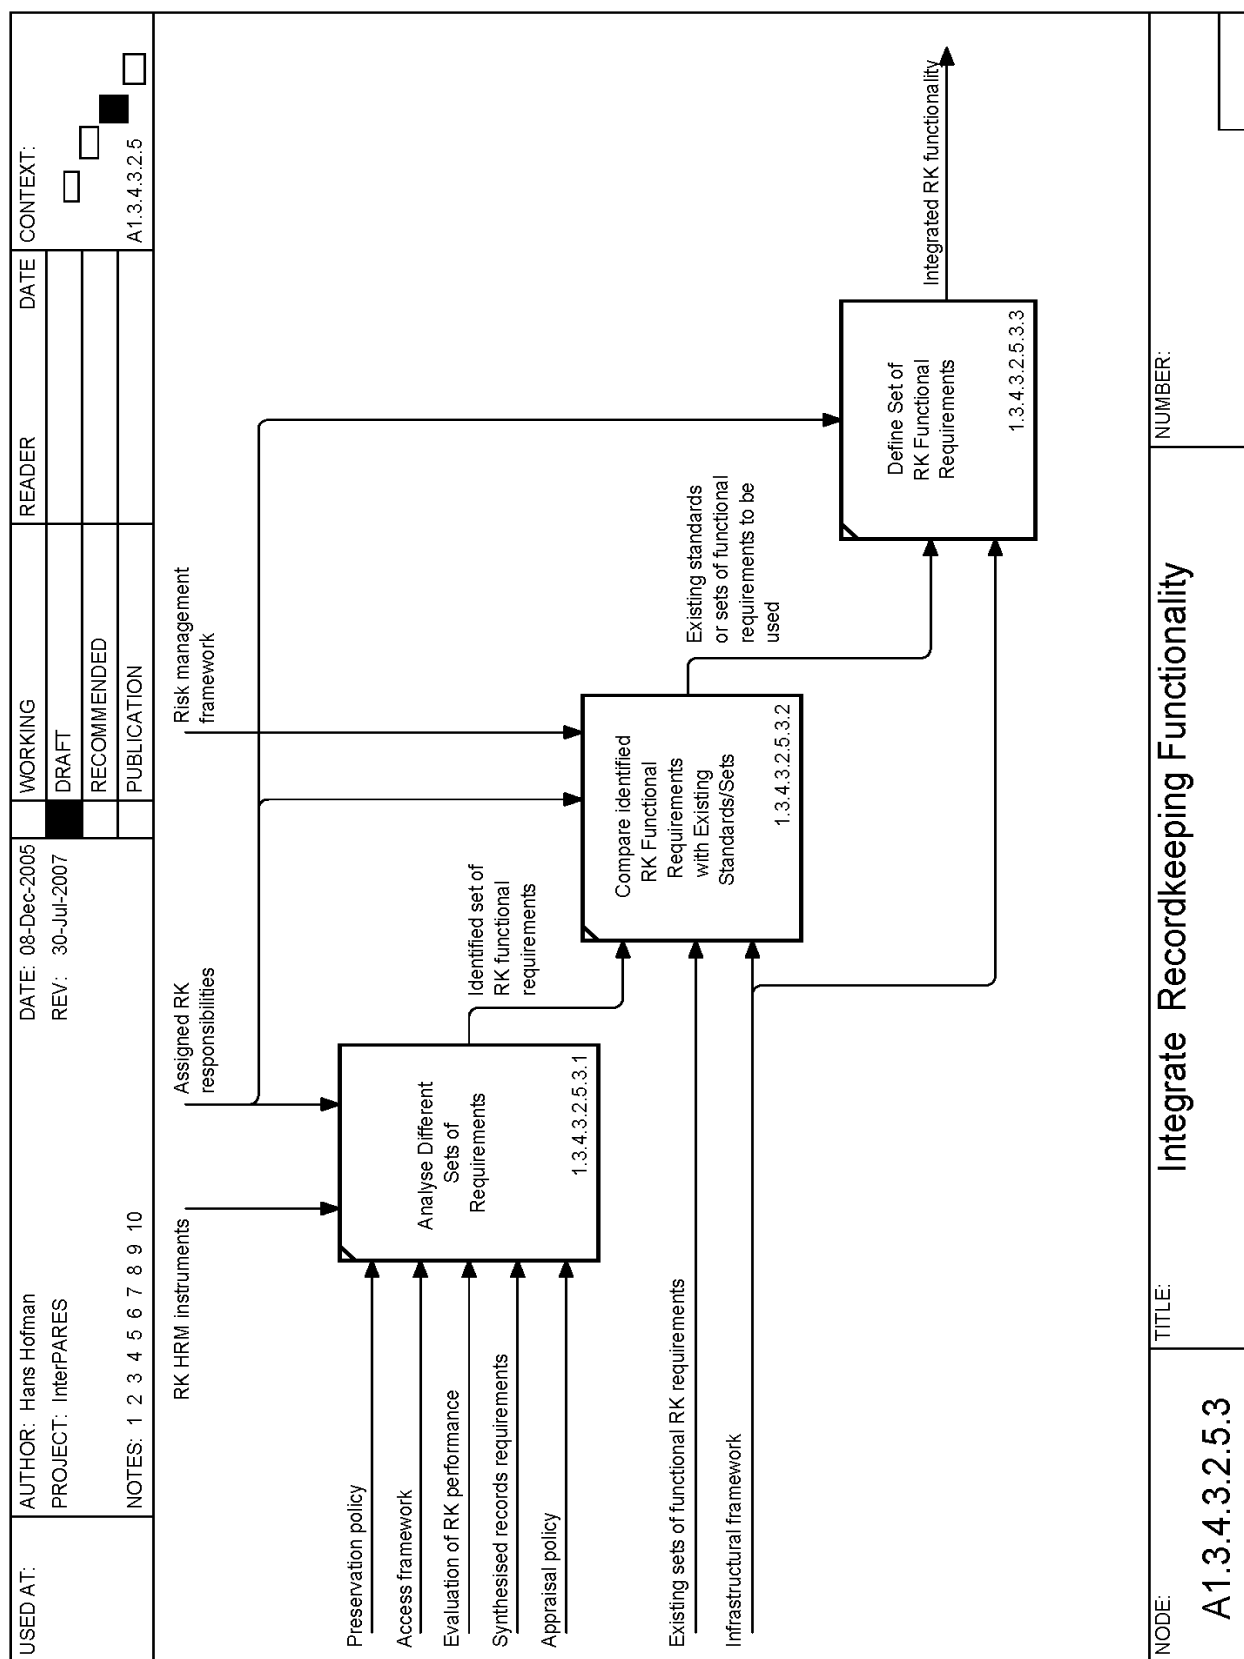 USED AT:
AUTHOR: Hans Hofman
PROJECT: InterPARES
NOTES: 1 2 3 4 5 6 7 8 9 10
DATE: 08-Dec-2005
REV: 30-Jul-2007
WORKING
DRAFT
RECOMMENDED
PUBLICATION
READER
DATE
CONTEXT:
A1.3.4.3.2.5
RK HRM instruments
Assigned RK
responsibilities
Risk management
framework
Preservation policy
Access framework
Evaluation of RK performance
Synthesised records requirements
Appraisal policy
Analyse Different
Sets of
Requirements
1.3.4.3.2.5.3.1
Identified set of
RK functional
requirements
Existing sets of functional RK requirements
Infrastructural framework
Compare identified
RK Functional
Requirements
with Existing
Standards/Sets
1.3.4.3.2.5.3.2
Existing standards
or sets of functional
requirements to be
used
Define Set of
RK Functional
Requirements
1.3.4.3.2.5.3.3
Integrated RK functionality
NODE:
A1.3.4.3.2.5.3
TITLE:
Integrate Recordkeeping Functionality
NUMBER: